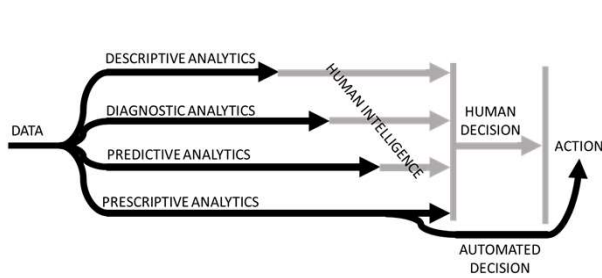 DESCRIPTIVE ANALYTICS
HUMAN INTELLIGENCE
DIAGNOSTIC ANALYTICS
HUMAN
DECISION
DATA
ACTION
PREDICTIVE ANALYTICS
PRESCRIPTIVE ANALYTICS
AUTOMATED
DECISION